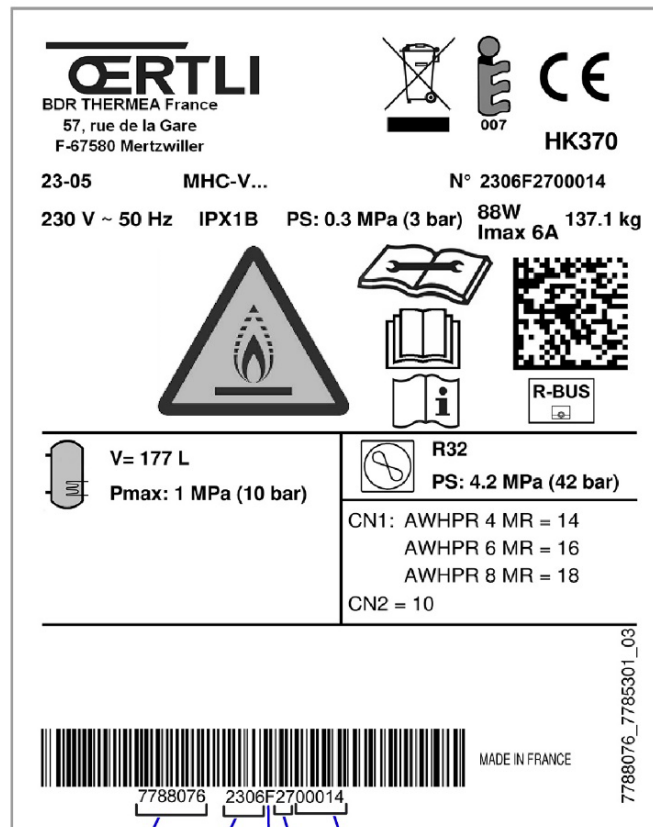 ŒRTLI
BDR THERMEA France
57, rue de la Gare
F-67580 Mertzwiller
007
CE
HK370
23-05 MHC-V... N° 2306F2700014
230 V ~ 50 Hz IPX1B PS: 0.3 MPa (3 bar) 88W Imax 6A 137.1 kg
i
R-BUS
V= 177 L
Pmax: 1 MPa (10 bar)
R32
PS: 4.2 MPa (42 bar)
CN1: AWHPR 4 MR = 14
AWHPR 6 MR = 16
AWHPR 8 MR = 18
CN2 = 10
7788076_7785301_03
MADE IN FRANCE
7788076 2306F2700014